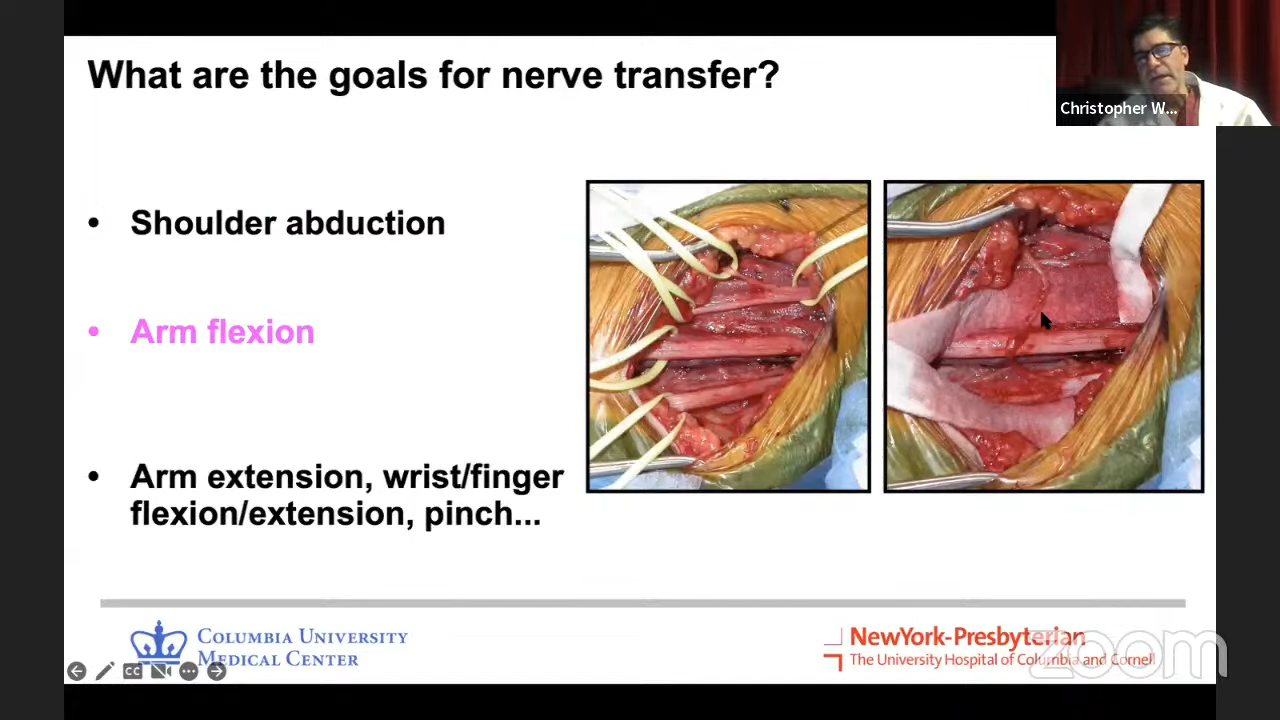 What are the goals for nerve transfer?
Christopher W...
• Shoulder abduction
• Arm flexion
• Arm extension, wrist/finger
flexion/extension, pinch...
COLUMBIA UNIVERSITY
MEDICAL CENTER
NewYork-Presbyterian
The University Hospital of Columbia and Cornell
zoom
CC